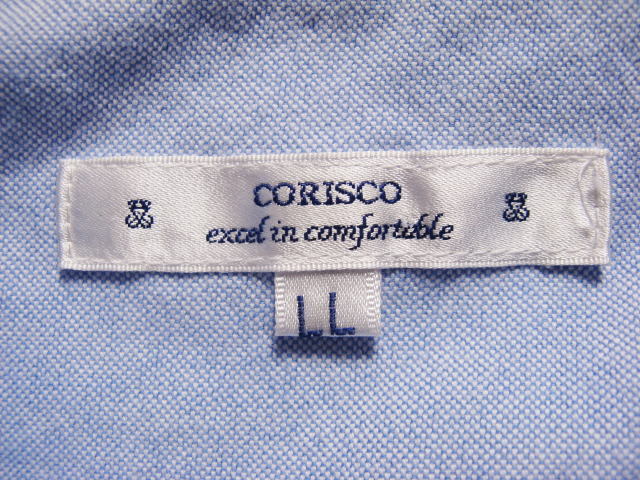 CORISCO
excel in comfortable
LL